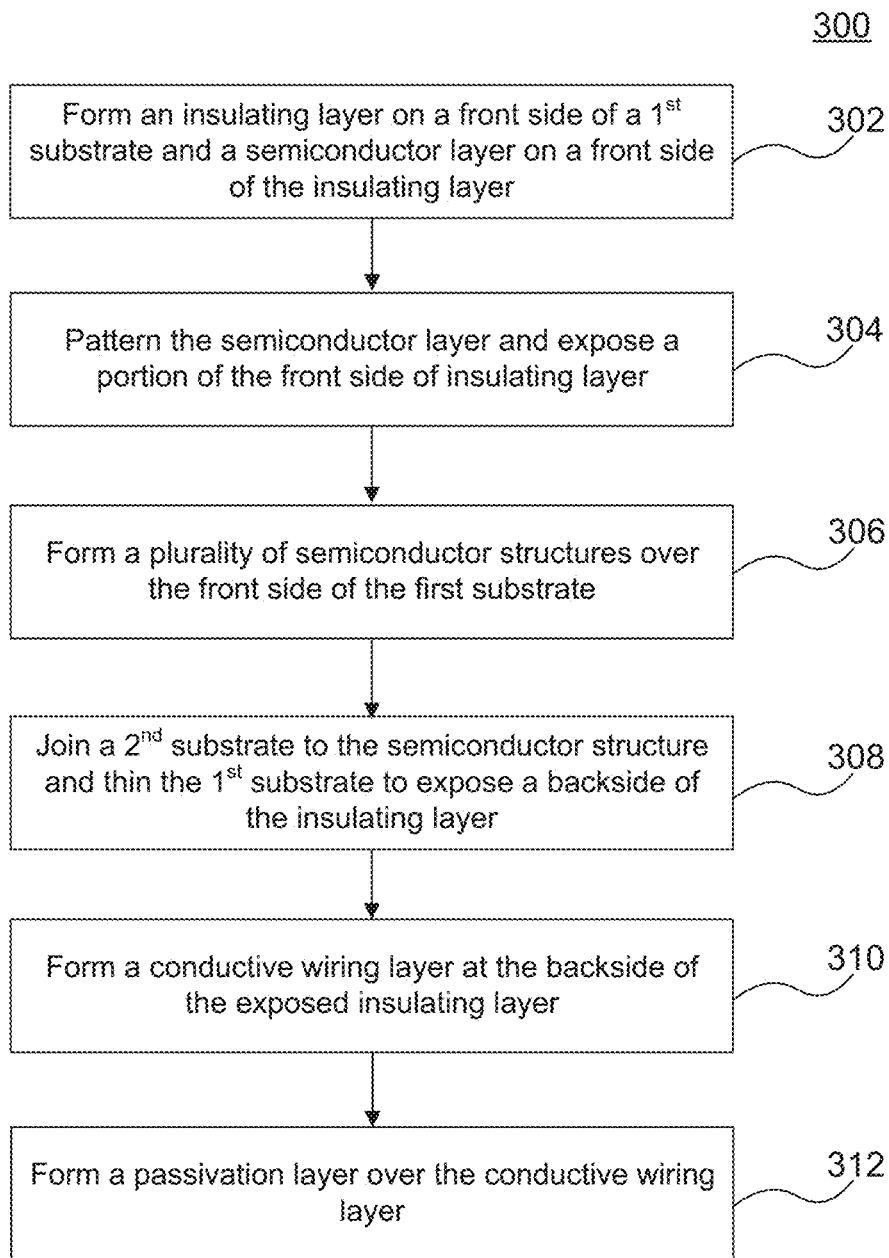 300
Form an insulating layer on a front side of a 1st
substrate and a semiconductor layer on a front side
of the insulating layer
302
Pattern the semiconductor layer and expose a
portion of the front side of insulating layer
304
Form a plurality of semiconductor structures over
the front side of the first substrate
306
Join a 2nd substrate to the semiconductor structure
and thin the 1st substrate to expose a backside of
the insulating layer
308
Form a conductive wiring layer at the backside of
the exposed insulating layer
310
Form a passivation layer over the conductive wiring
layer
312